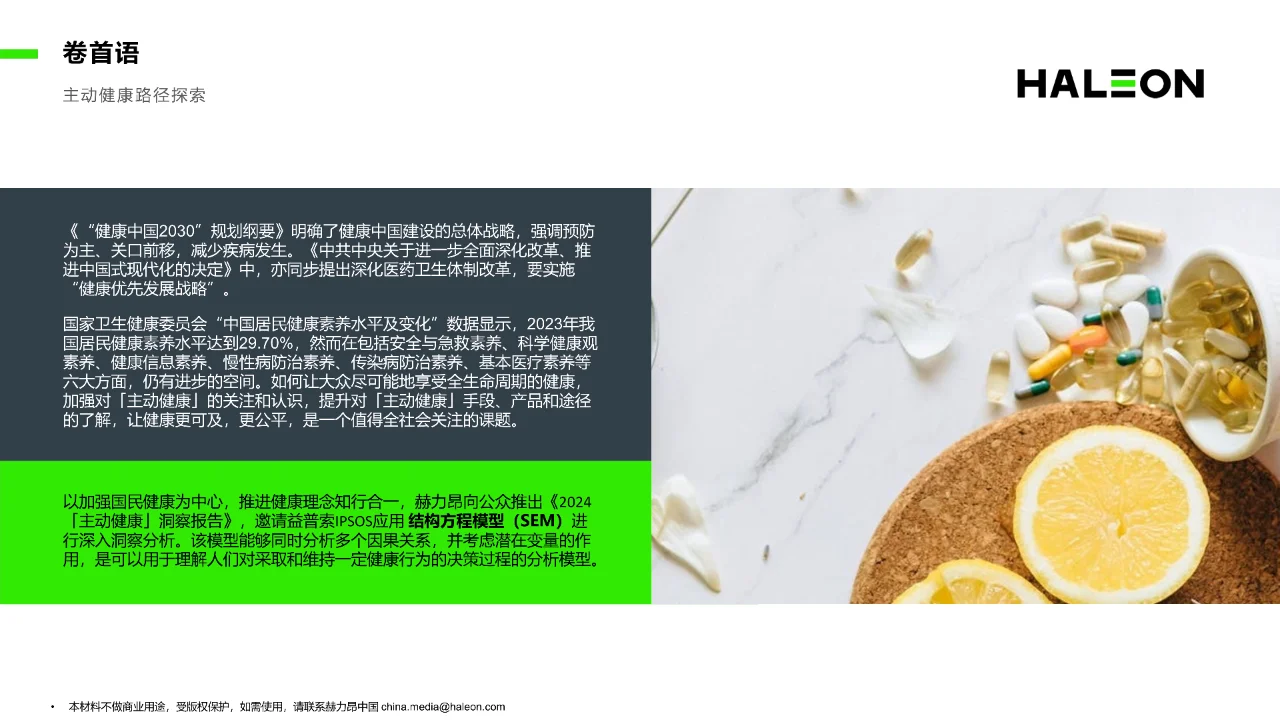 卷首语
主动健康路径探索
HALEON
《“健康中国2030”规划纲要》明确了健康中国建设的总体战略，强调预防
为主、关口前移，减少疾病发生。《中共中央关于进一步全面深化改革、推
进中国式现代化的决定》中，亦同步提出深化医药卫生体制改革，要实施
“健康优先发展战略”。
国家卫生健康委员会“中国居民健康素养水平及变化”数据显示，2023年我
国居民健康素养水平达到29.70%，然而在包括安全与急救素养、科学健康观
素养、健康信息素养、慢性病防治素养、传染病防治素养、基本医疗素养等
六大方面，仍有进步的空间。如何让大众尽可能地享受全生命周期的健康，
加强对「主动健康」的关注和认识，提升对「主动健康」手段、产品和途径
的了解，让健康更可及，更公平，是一个值得全社会关注的课题。
以加强国民健康为中心，推进健康理念知行合一，赫力昂向公众推出《2024
「主动健康」洞察报告》，邀请益普索IPSOS应用 结构方程模型（SEM）进
行深入洞察分析。该模型能够同时分析多个因果关系，并考虑潜在变量的作
用，是可以用于理解人们对采取和维持一定健康行为的决策过程的分析模型。
• 本材料不做商业用途，受版权保护，如需使用，请联系赫力昂中国 china.media@haleon.com